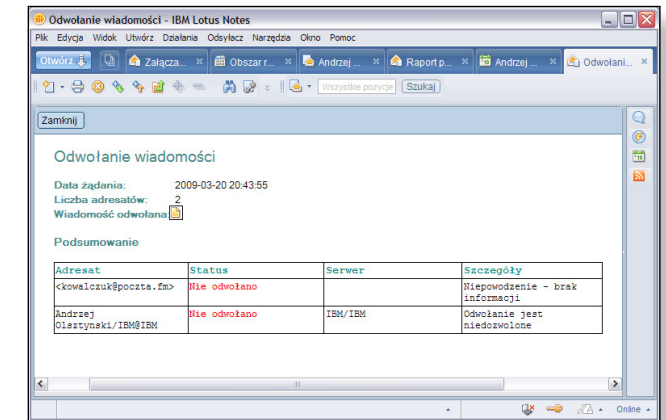 Odwołanie wiadomości - IBM Lotus Notes
Plik Edycja Widok Utwórz Działania Odsyłacz Narzędzia Okno Pomoc
Otwórz Załącza... Obszar r... Andrzej ... Raport p... Andrzej ... Odwołani...
Wszystkie pozycje Szukaj
Zamknij
Odwołanie wiadomości
Data żądania: 2009-03-20 20:43:55
Liczba adresatów: 2
Wiadomość odwołana
Podsumowanie
Adresat Status Serwer Szczegóły
<kowalczuk@poczta.fm> Nie odwołano Niepowodzenie - brak
informacji
Andrzej Nie odwołano IBM/IBM Odwołanie jest
Olsztynski/IBM@IBM niedozwolone
Online